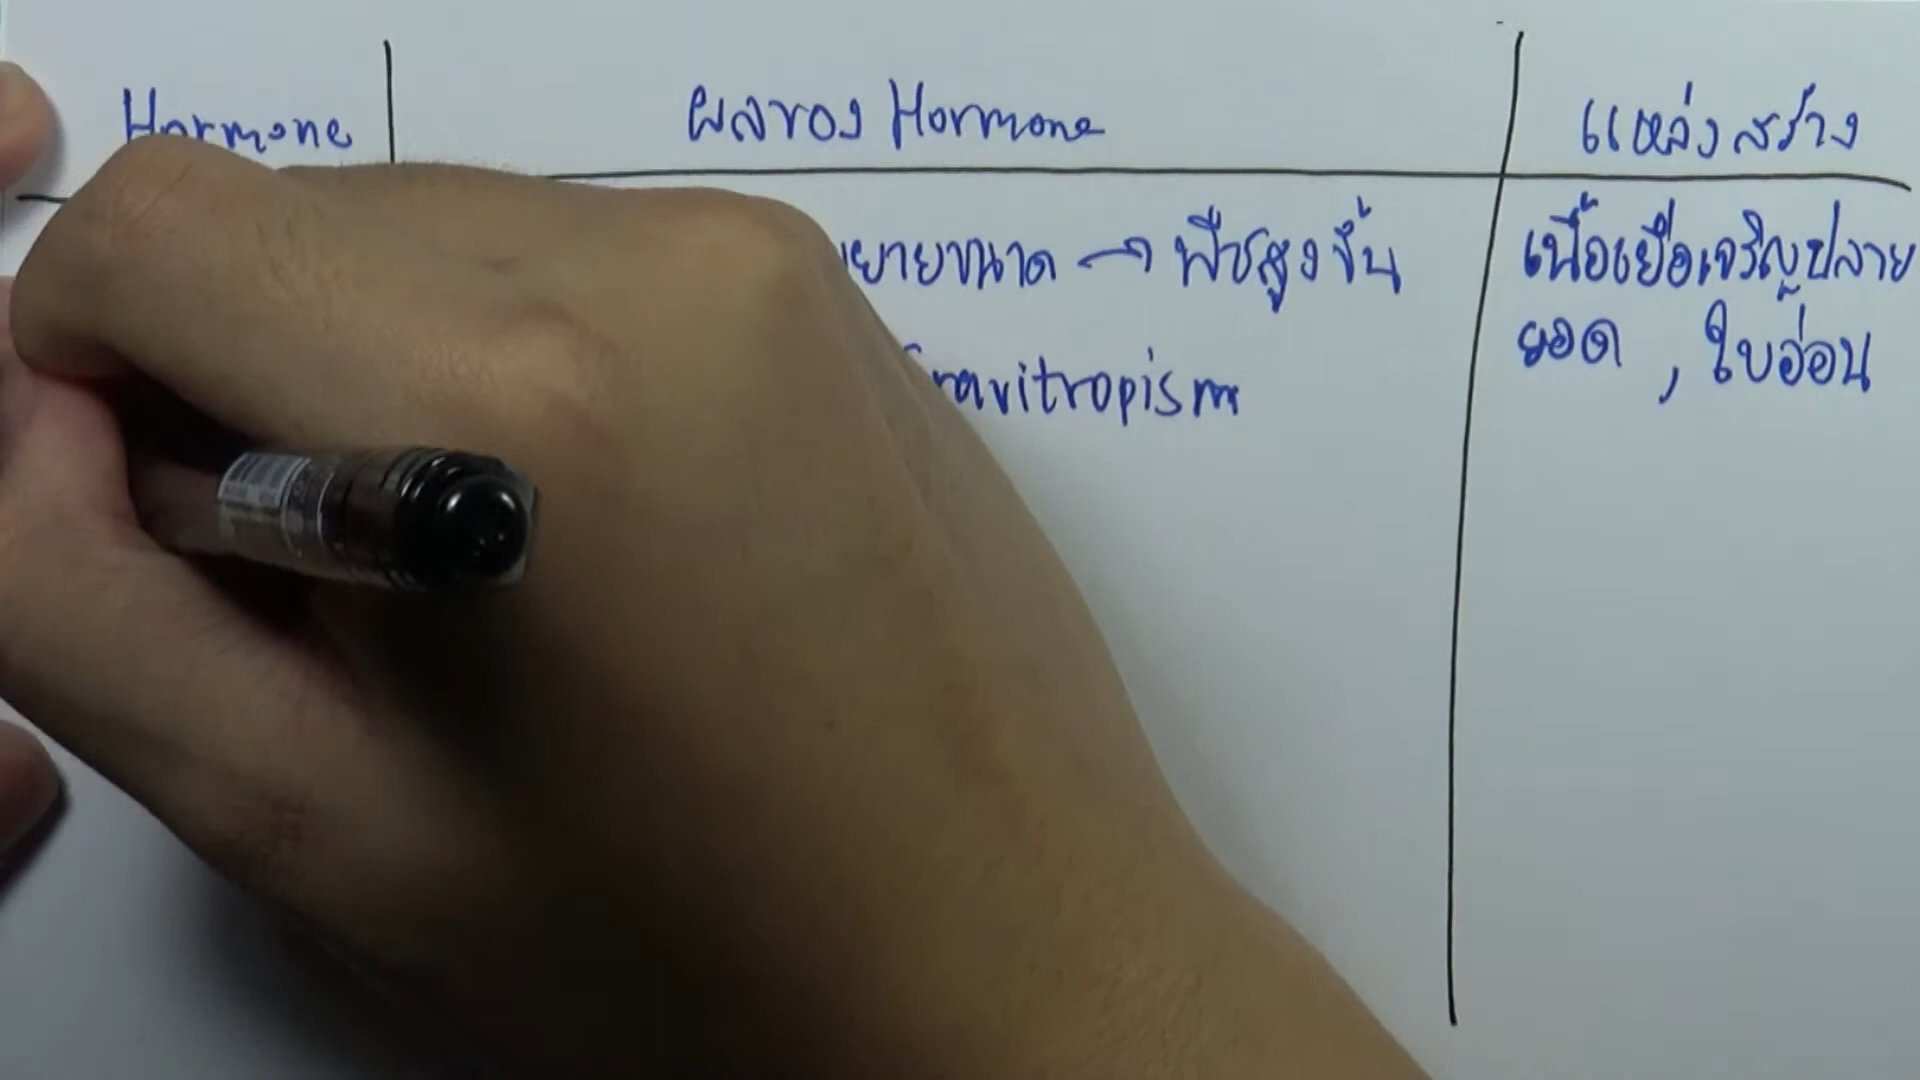 Hormone ผลของ Hormone แหล่งสร้าง
ขยายขนาด → พืชสูงขึ้น เนื้อเยื่อเจริญปลาย
ยอด , ใบอ่อน
Gravitropism